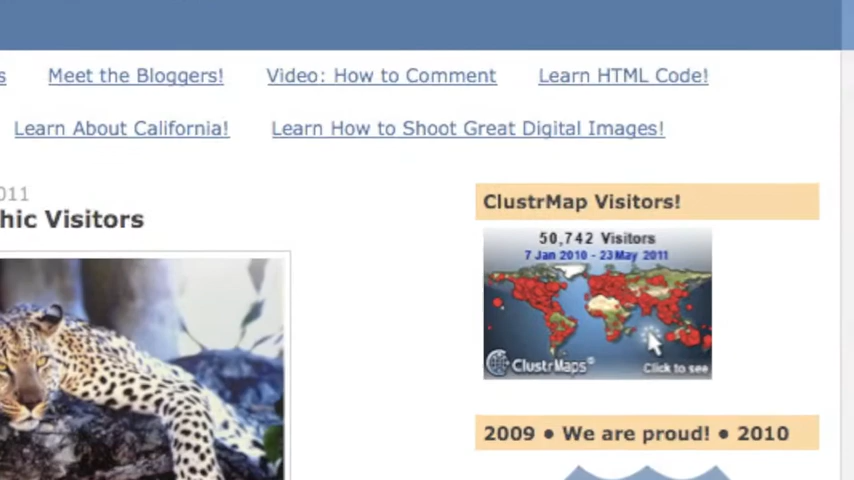 s Meet the Bloggers! Video: How to Comment Learn HTML Code!
Learn About California! Learn How to Shoot Great Digital Images!
011
hic Visitors
ClustrMap Visitors!
50,742 Visitors
7 Jan 2010 - 23 May 2011
ClustrMaps®
Click to see
2009 • We are proud! • 2010